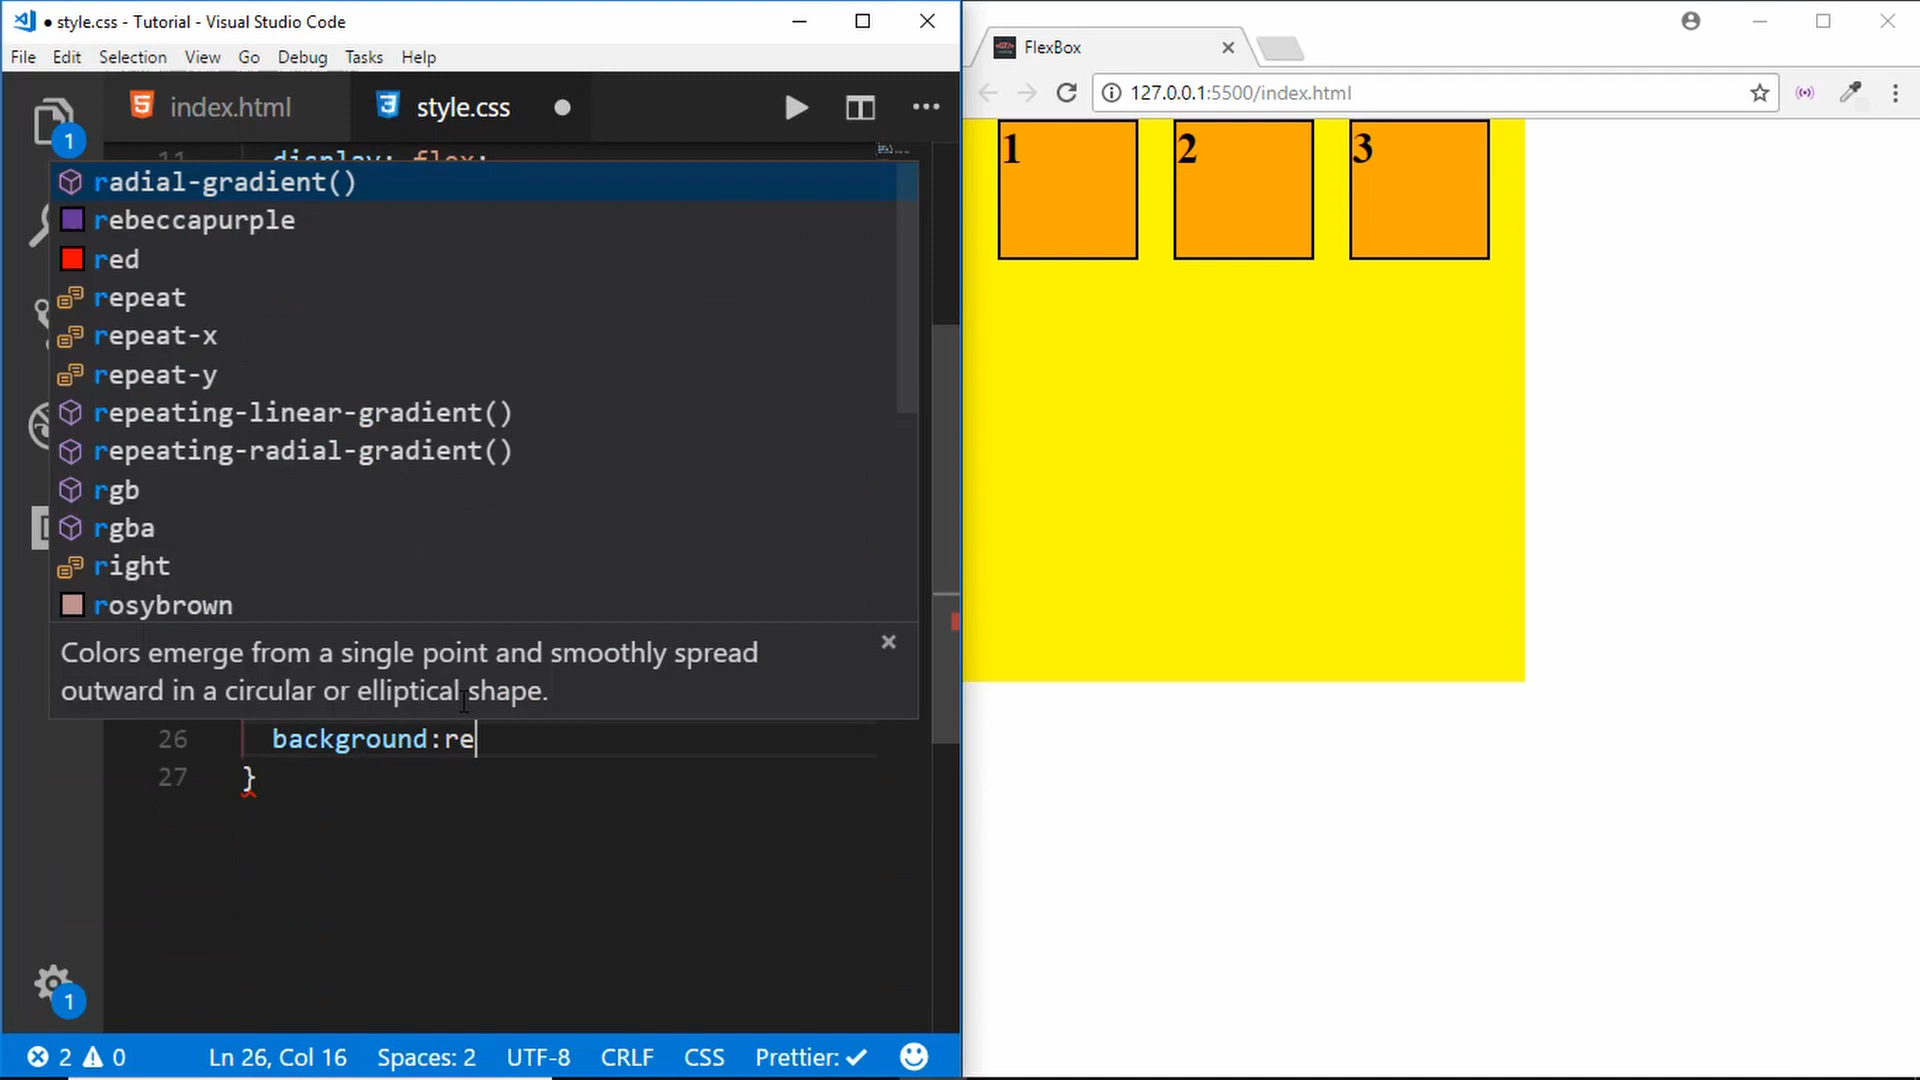 style.css - Tutorial - Visual Studio Code
File Edit Selection View Go Debug Tasks Help
index.html
style.css
11 display: flex;
radial-gradient()
rebeccapurple
red
repeat
repeat-x
repeat-y
repeating-linear-gradient()
repeating-radial-gradient()
rgb
rgba
right
rosybrown
Colors emerge from a single point and smoothly spread
outward in a circular or elliptical shape.
26 background:re
27 }
1
1
2 0 Ln 26, Col 16 Spaces: 2 UTF-8 CRLF CSS Prettier: ✓
FlexBox
127.0.0.1:5500/index.html
1 2 3